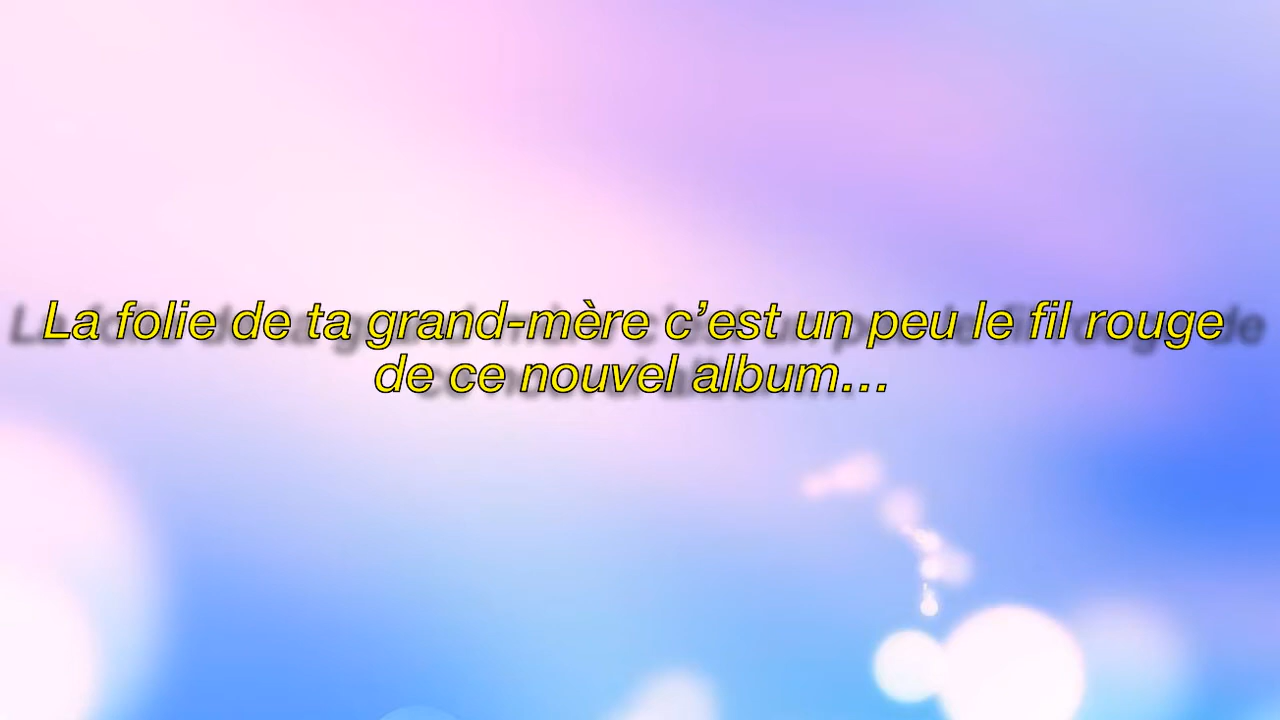 La folie de ta grand-mère c’est un peu le fil rouge
de ce nouvel album…